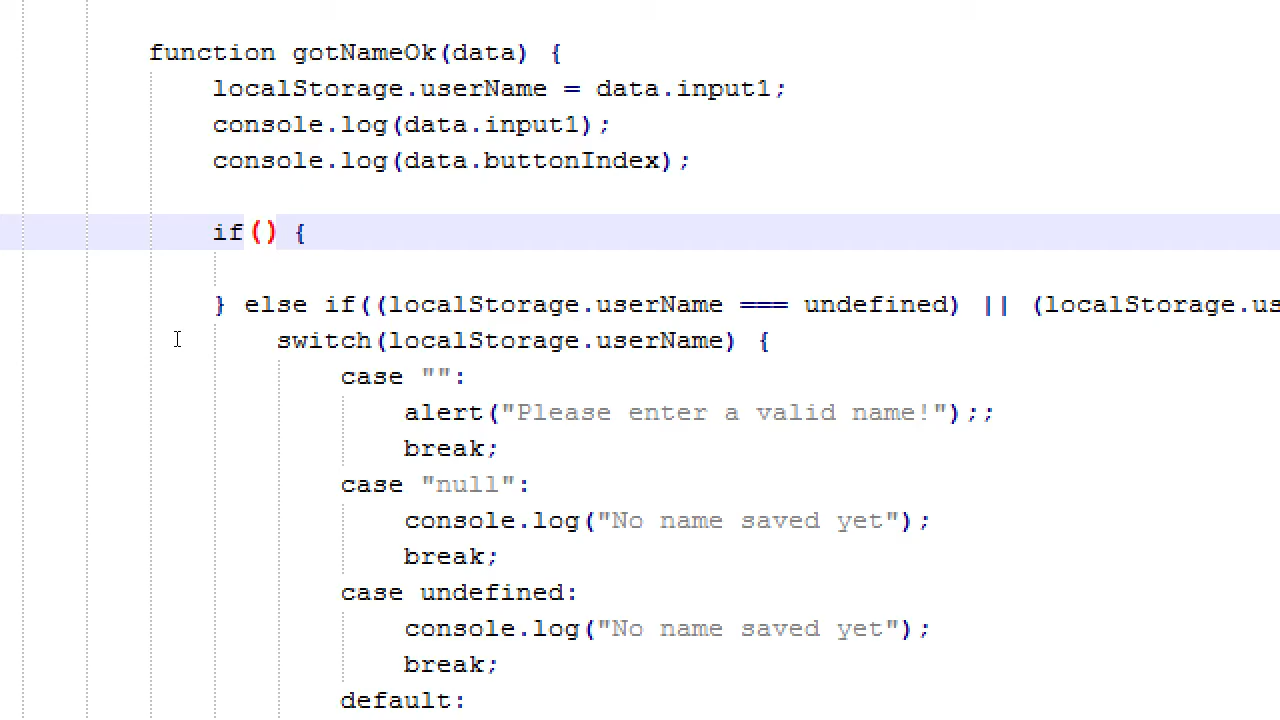 function gotNameOk(data) {
localStorage.userName = data.input1;
console.log(data.input1);
console.log(data.buttonIndex);
if() {
} else if((localStorage.userName === undefined) || (localStorage.us
switch(localStorage.userName) {
case "":
alert("Please enter a valid name!");;
break;
case "null":
console.log("No name saved yet");
break;
case undefined:
console.log("No name saved yet");
break;
default: